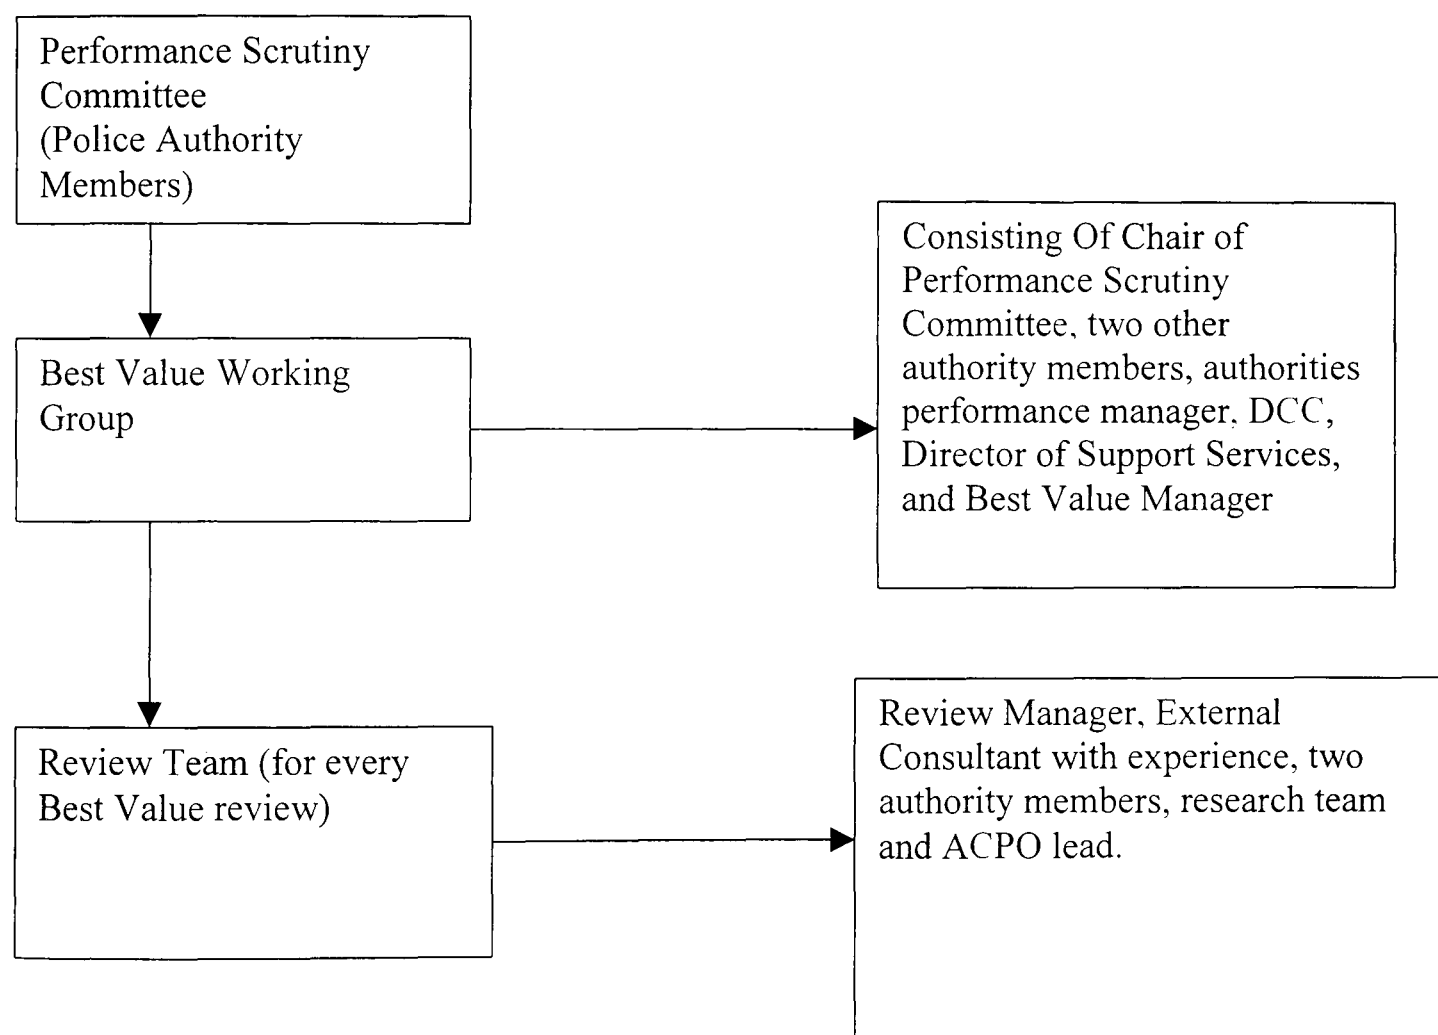 Performance Scrutiny
Committee
(Police Authority
Members)
Consisting Of Chair of
Performance Scrutiny
Committee, two other
authority members, authorities
performance manager, DCC,
Director of Support Services,
and Best Value Manager
Best Value Working
Group
Review Team (for every
Best Value review)
Review Manager, External
Consultant with experience, two
authority members, research team
and ACPO lead.